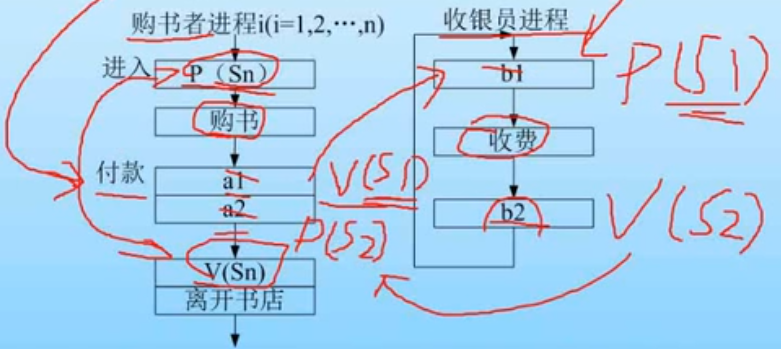 购书者进程i(i=1,2,…,n)
进入
P（Sn）
购书
付款
a1
a2
V(S1)
P(S2)
V(Sn)
离开书店
收银员进程
b1
P(S1)
收费
b2
V(S2)